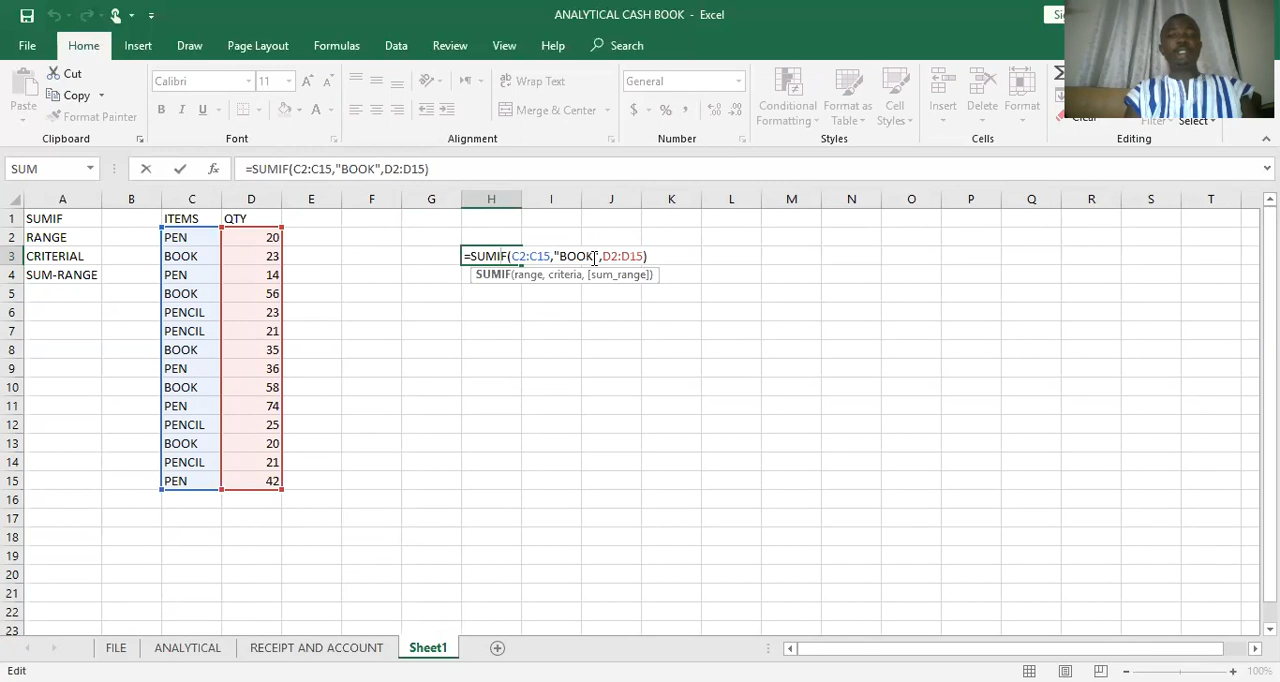 ANALYTICAL CASH BOOK - Excel
File Home Insert Draw Page Layout Formulas Data Review View Help Search
Paste Cut Copy Format Painter Clipboard
Calibri 11 B I U A Font
Wrap Text Merge & Center Alignment
General $ % , Number
Conditional Formatting Format as Table Cell Styles Styles
Insert Delete Format Cells
Clear Select Editing
SUM =SUMIF(C2:C15,"BOOK",D2:D15)
A B C D E F G H I J K L M N O P Q R S T
1 SUMIF ITEMS QTY
2 RANGE PEN 20
3 CRITERIAL BOOK 23 =SUMIF(C2:C15,"BOOK",D2:D15)
4 SUM-RANGE PEN 14 SUMIF(range, criteria, [sum_range])
5 BOOK 56
6 PENCIL 23
7 PENCIL 21
8 BOOK 35
9 PEN 36
10 BOOK 58
11 PEN 74
12 PENCIL 25
13 BOOK 20
14 PENCIL 21
15 PEN 42
16
17
18
19
20
21
22
23
FILE ANALYTICAL RECEIPT AND ACCOUNT Sheet1
Edit 100%